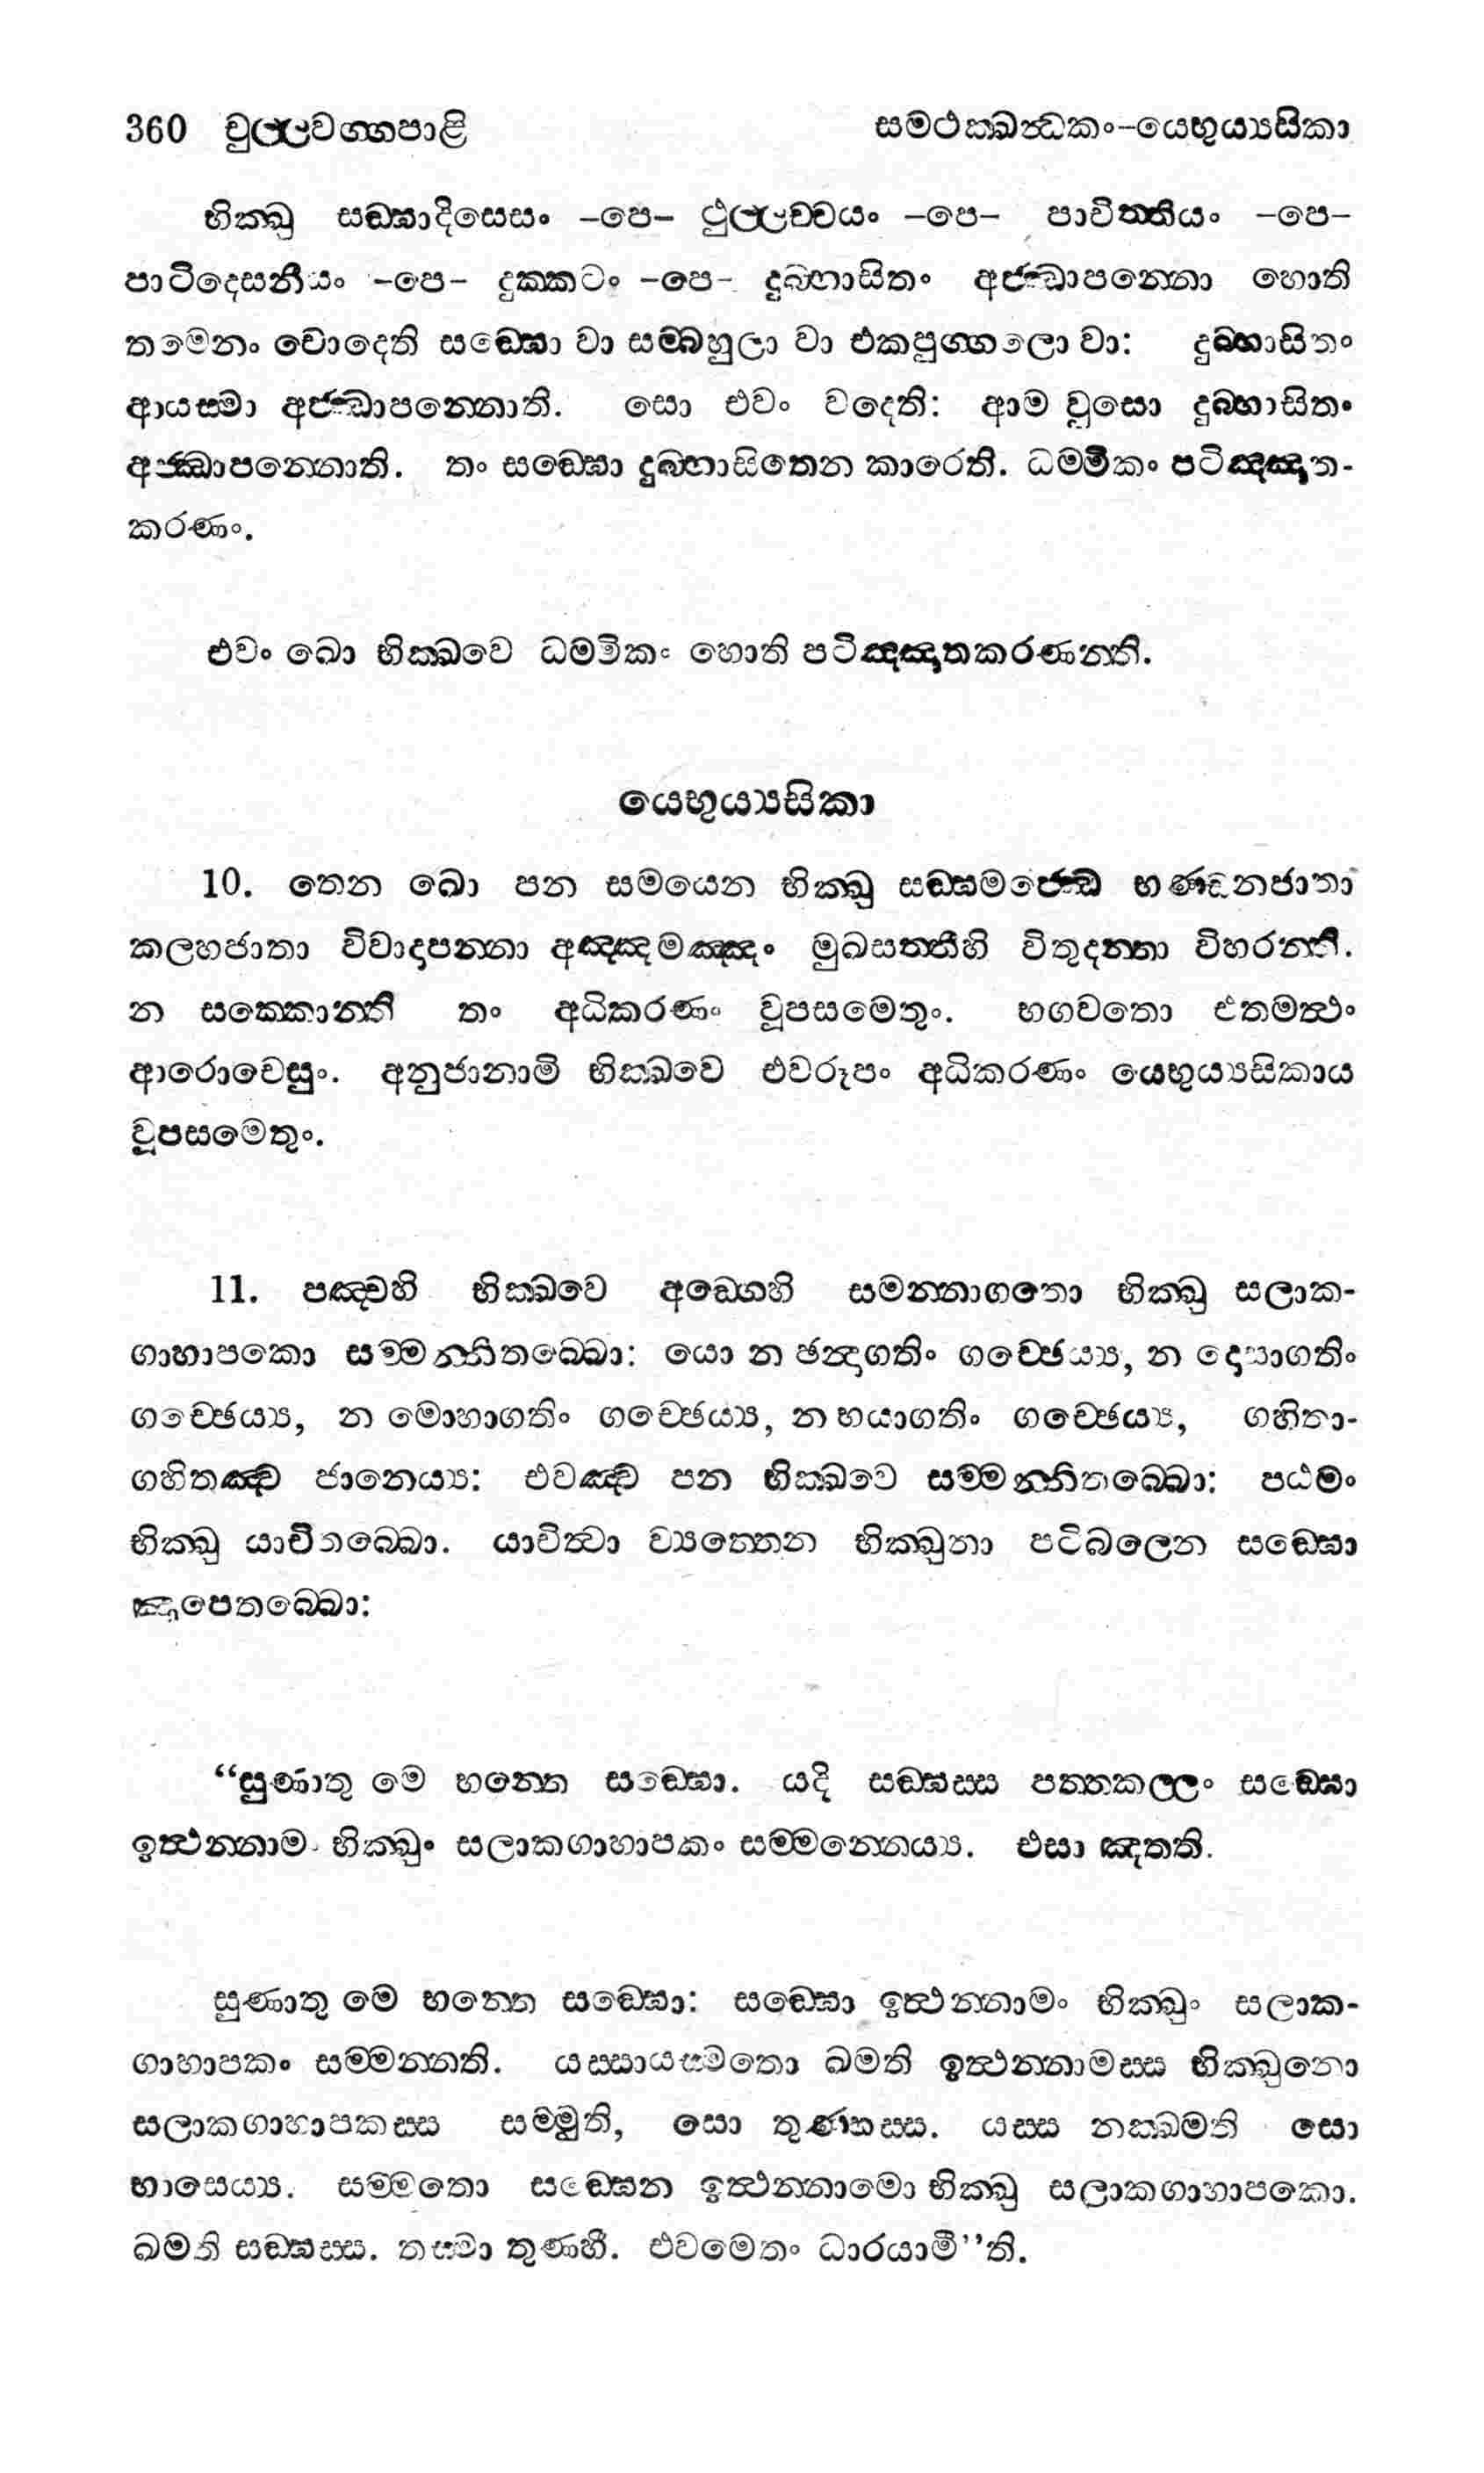 360 චුල්ලවග්ගපාළි සමථක්ඛන්ධකං-යෙභුය්‍යසිකා
භික්ඛු සඞ්ඝාදිසෙසං -පෙ- ථුල්ලච්චයං -පෙ- පාචිත්තියං -පෙ-
පාටිදෙසනීයං -පෙ- දුක්කටං -පෙ- දුබ්භාසිතං අජ්ඣාපන්නො හොති
තමෙනං චොදෙති සඞ්ඝො වා සම්බහුලා වා එකපුග්ගලො වා: දුබ්භාසිතං
ආයස්මා අජ්ඣාපන්නොති. සො එවං වදෙති: ආම වුසො දුබ්භාසිතං
අජ්ඣාපන්නොති. තං සඞ්ඝො දුබ්භාසිතෙන කාරෙති. ධම්මිකං පටිඤ්ඤාත-
කරණං.
එවං ඛො භික්ඛවෙ ධම්මිකං හොති පටිඤ්ඤාතකරණන්ති.
යෙභුය්‍යසිකා
10. තෙන ඛො පන සමයෙන භික්ඛු සඞ්ඝමජ්ඣෙ භණ්ඩනජාතා
කලහජාතා විවාදාපන්නා අඤ්ඤමඤ්ඤං මුඛසත්තීහි විතුදන්තා විහරන්ති.
න සක්කොන්ති තං අධිකරණං වූපසමෙතුං. භගවතො එතමත්ථං
ආරොචෙසුං. අනුජානාමි භික්ඛවෙ එවරූපං අධිකරණං යෙභුය්‍යසිකාය
වූපසමෙතුං.
11. පඤ්චහි භික්ඛවෙ අඞ්ගෙහි සමන්නාගතො භික්ඛු සලාක-
ගාහාපකො සම්මන්නිතබ්බො: යො න ඡන්දාගතිං ගච්ඡෙය්‍ය, න දොසාගතිං
ගච්ඡෙය්‍ය, න මොහාගතිං ගච්ඡෙය්‍ය, න භයාගතිං ගච්ඡෙය්‍ය, ගහිතා-
ගහිතඤ්ච ජානෙය්‍ය: එවඤ්ච පන භික්ඛවෙ සම්මන්නිතබ්බො: පඨමං
භික්ඛු යාචිතබ්බො. යාචිත්වා ව්‍යත්තෙන භික්ඛුනා පටිබලෙන සඞ්ඝො
ඤාපෙතබ්බො:
“සුණාතු මෙ භන්තෙ සඞ්ඝො. යදි සඞ්ඝස්ස පත්තකල්ලං සඞ්ඝො
ඉත්ථන්නාමං භික්ඛුං සලාකගාහාපකං සම්මන්නෙය්‍ය. එසා ඤත්ති.
සුණාතු මෙ භන්තෙ සඞ්ඝො: සඞ්ඝො ඉත්ථන්නාමං භික්ඛුං සලාක-
ගාහාපකං සම්මන්නති. යස්සායස්මතො ඛමති ඉත්ථන්නාමස්ස භික්ඛුනො
සලාකගාහාපකස්ස සම්මුති, සො තුණ්හස්ස. යස්ස නක්ඛමති සො
භාසෙය්‍ය. සම්මතො සඞ්ඝෙන ඉත්ථන්නාමො භික්ඛු සලාකගාහාපකො.
ඛමති සඞ්ඝස්ස. තස්මා තුණ්හී. එවමෙතං ධාරයාමී”ති.